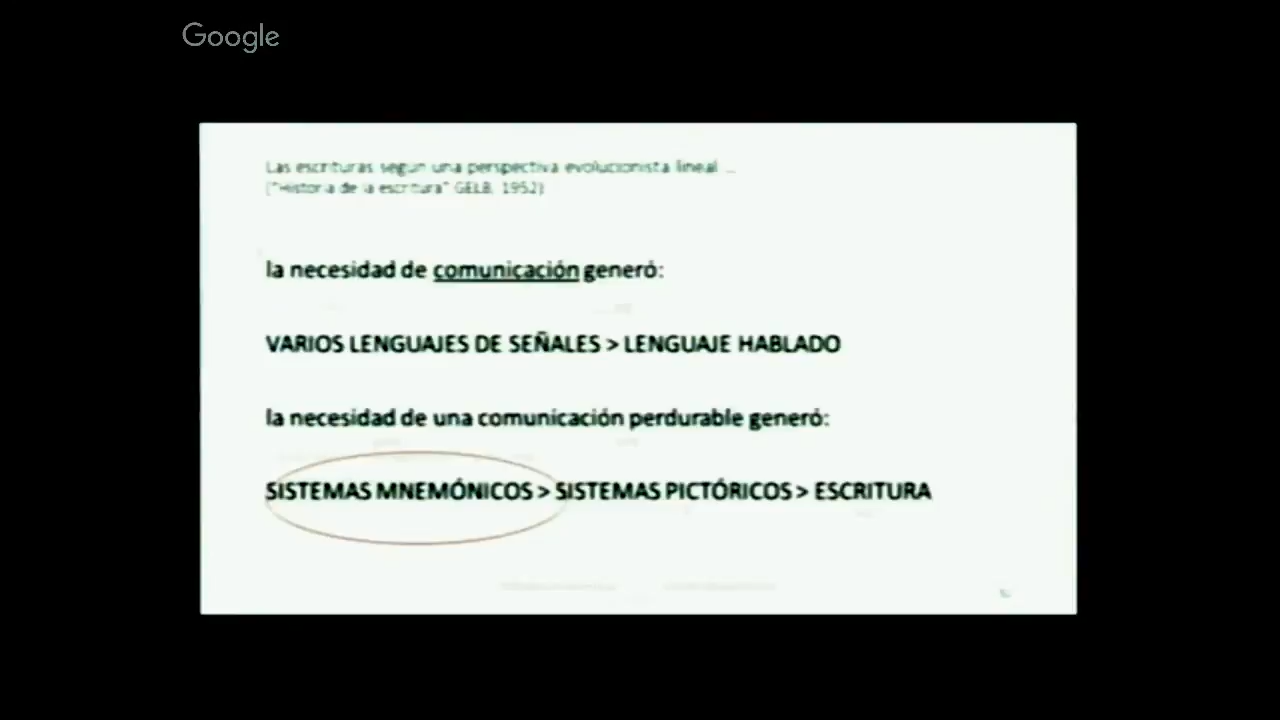 Google
Las escrituras según una perspectiva evolucionista lineal ...
("Historia de la escritura" GELB, 1952)
la necesidad de comunicación generó:
VARIOS LENGUAJES DE SEÑALES > LENGUAJE HABLADO
la necesidad de una comunicación perdurable generó:
SISTEMAS MNEMÓNICOS > SISTEMAS PICTÓRICOS > ESCRITURA